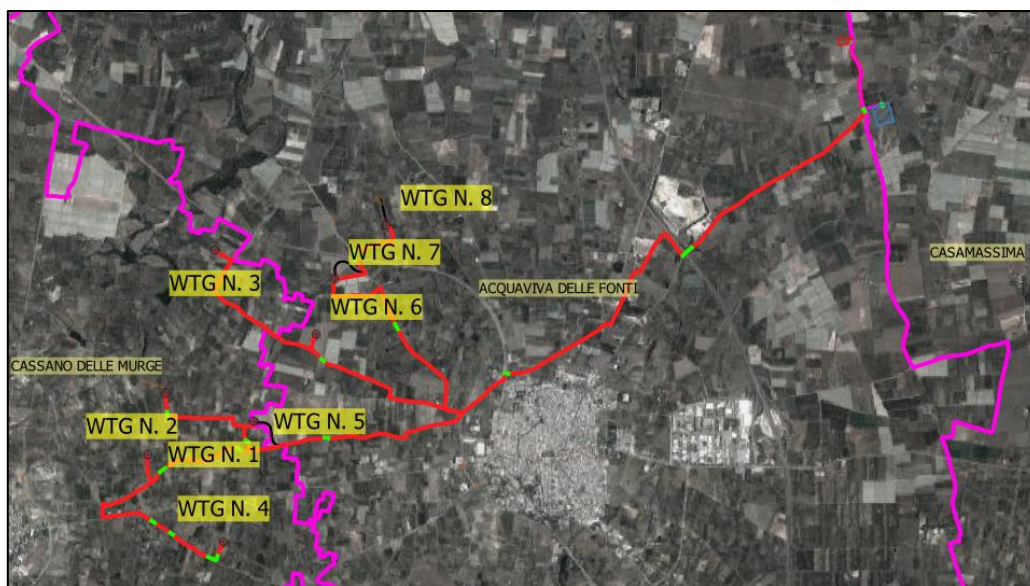 WTG N. 8
WTG N. 7
CASAMASSIMA
WTG N. 3
ACQUAVIVA DELLE FONTI
WTG N. 6
CASSANO DELLE MURGE
WTG N. 2
WTG N. 5
WTG N. 1
WTG N. 4